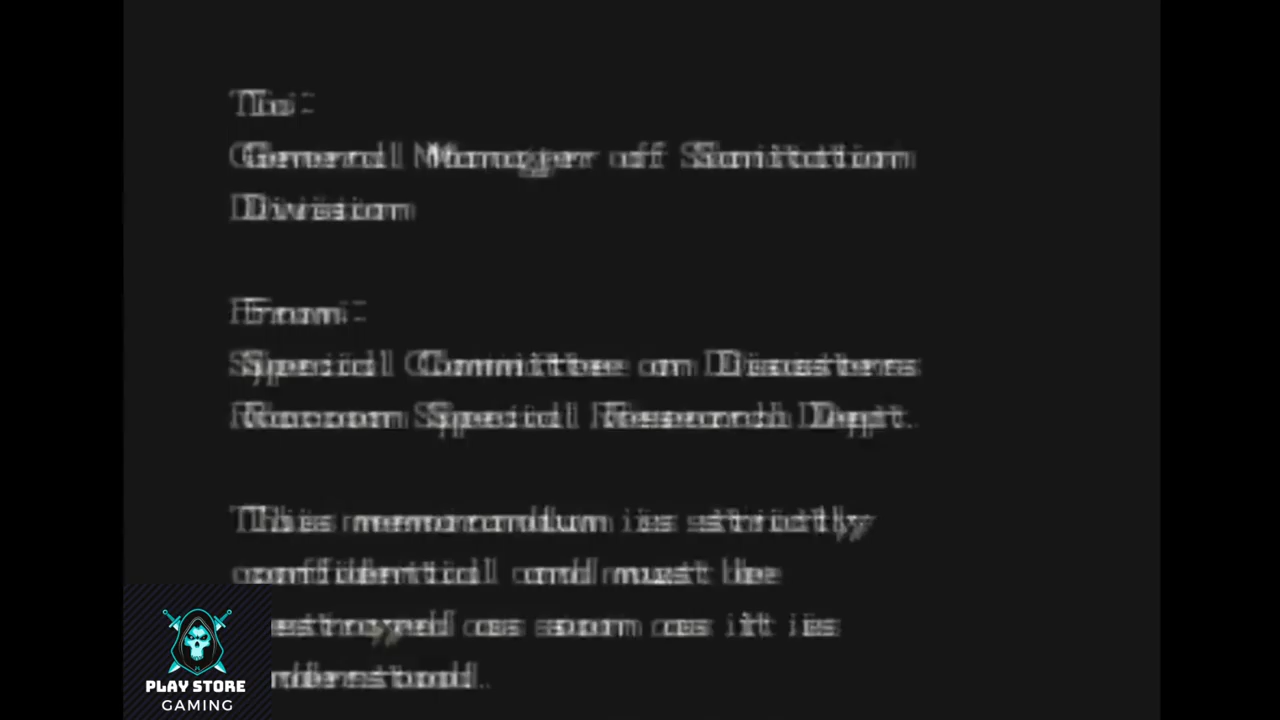 To:
General Manager of Sanitation
Division
From:
Special Committee on Disasters
Raccoon Special Research Dept.
This memorandum is strictly
confidential and must be
estroyed as soon as it is
nderstood.
PLAY STORE
GAMING